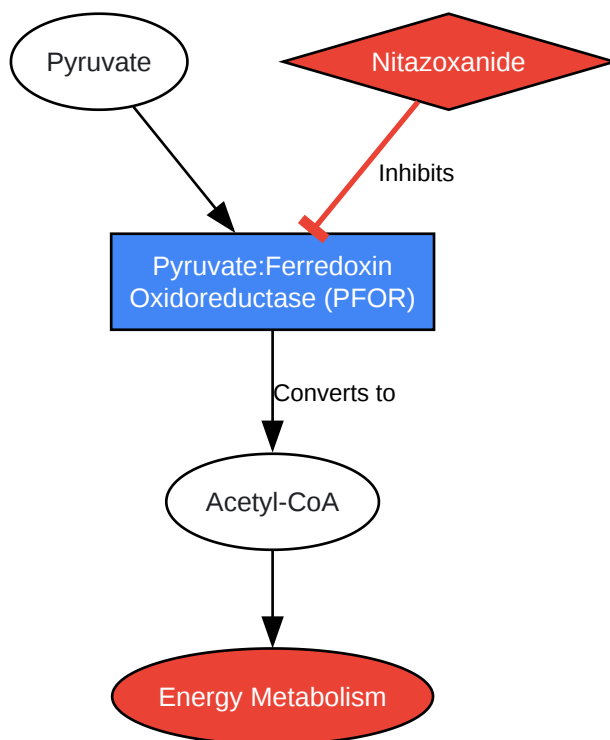 Pyruvate
Nitazoxanide
Inhibits
Pyruvate:Ferredoxin
Oxidoreductase (PFOR)
Converts to
Acetyl-CoA
Energy Metabolism